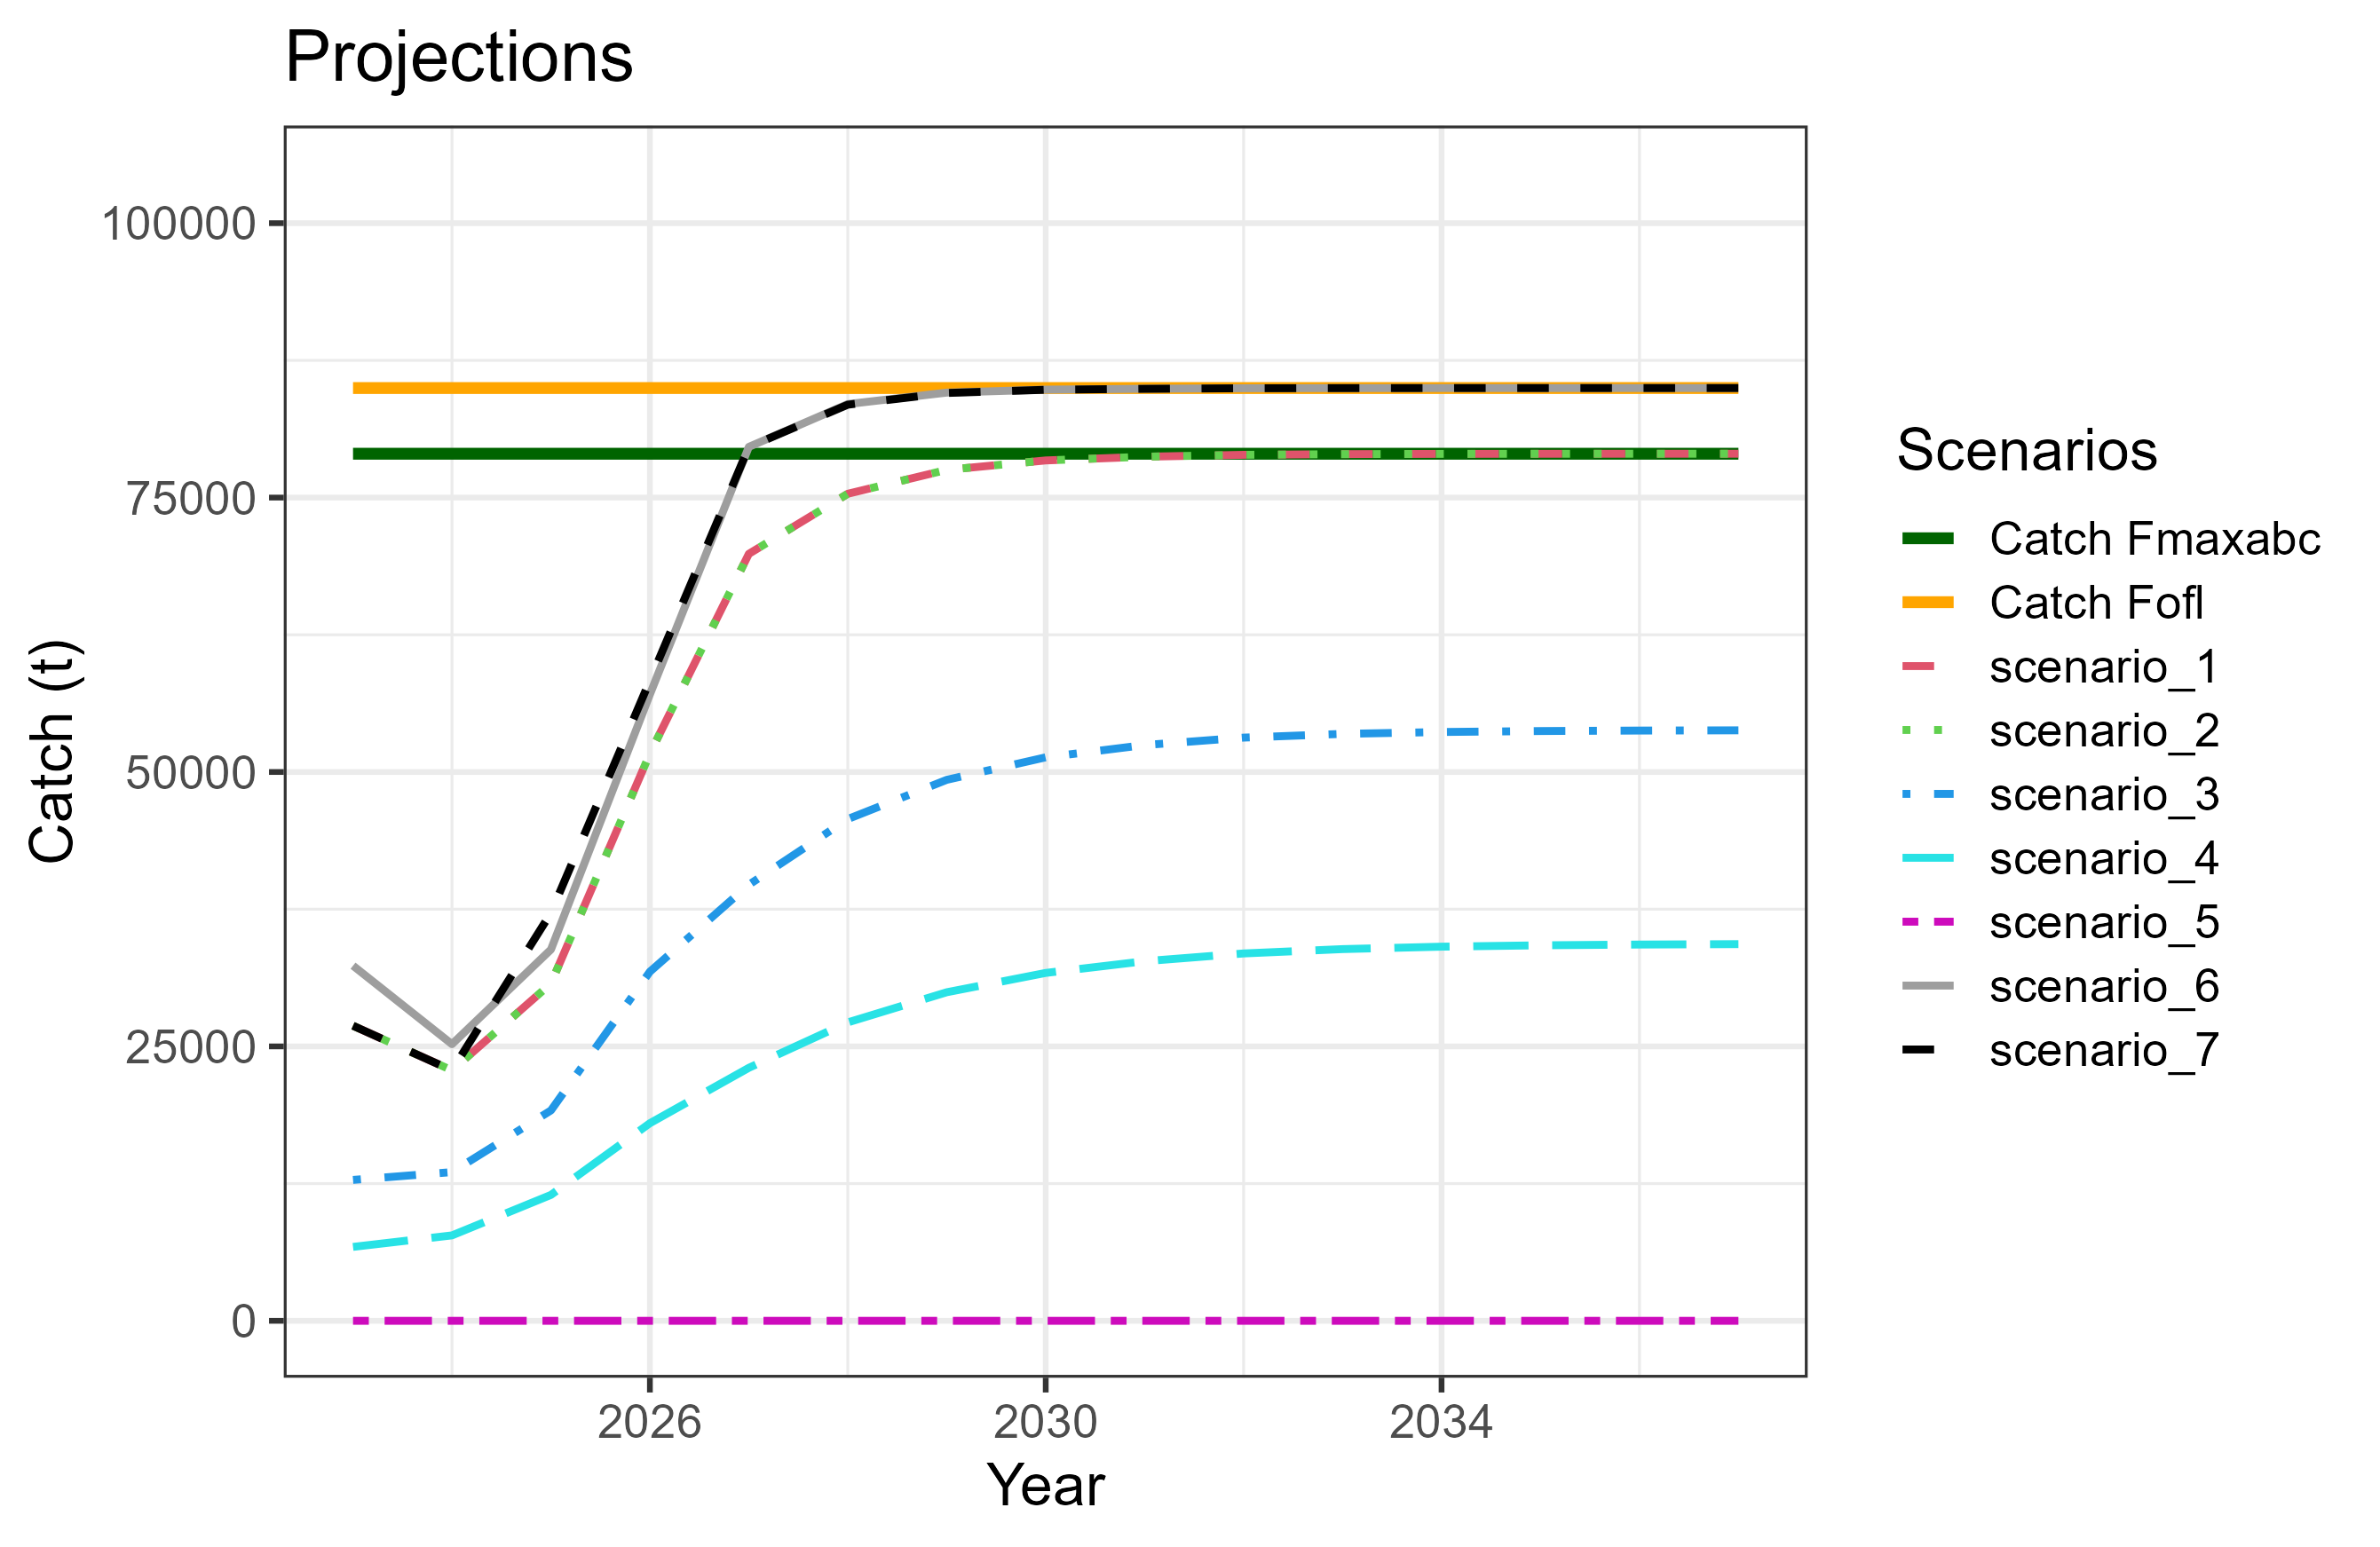 Projections
Catch (t)
100000
75000
50000
25000
0
2026
2030
2034
Year
Scenarios
Catch Fmaxabc
Catch Fofl
scenario_1
scenario_2
scenario_3
scenario_4
scenario_5
scenario_6
scenario_7